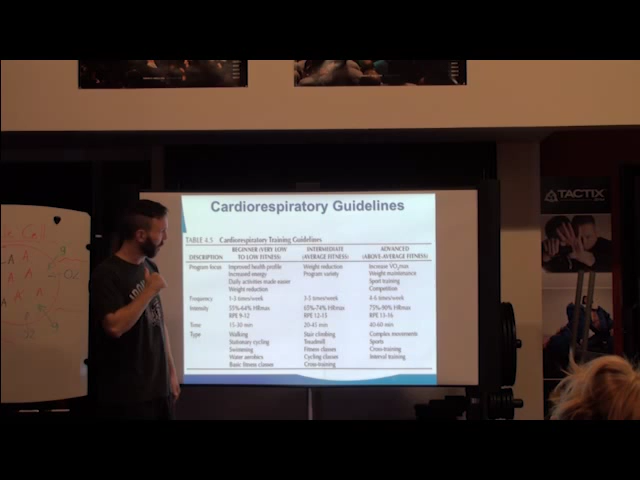 TACTIX
Cardiorespiratory Guidelines
TABLE 4.5 Cardiorespiratory Training Guidelines
DESCRIPTION BEGINNER (VERY LOW TO LOW FITNESS) INTERMEDIATE (AVERAGE FITNESS) ADVANCED (ABOVE-AVERAGE FITNESS)
Program focus Improved health profile Weight reduction Increase VO₂max
Increased energy Program variety Weight maintenance
Daily activities made easier Sport training
Weight reduction Competition
Frequency 1-3 times/week 3-5 times/week 4-6 times/week
Intensity 55%-64% HRmax 65%-74% HRmax 75%-90% HRmax
RPE 9-12 RPE 12-13 RPE 13-16
Time 15-30 min 20-45 min 40-60 min
Type Walking Stair climbing Complex movements
Stationary cycling Treadmill Sports
Swimming Fitness classes Cross-training
Water aerobics Cycling classes Interval training
Basic fitness classes Cross-training